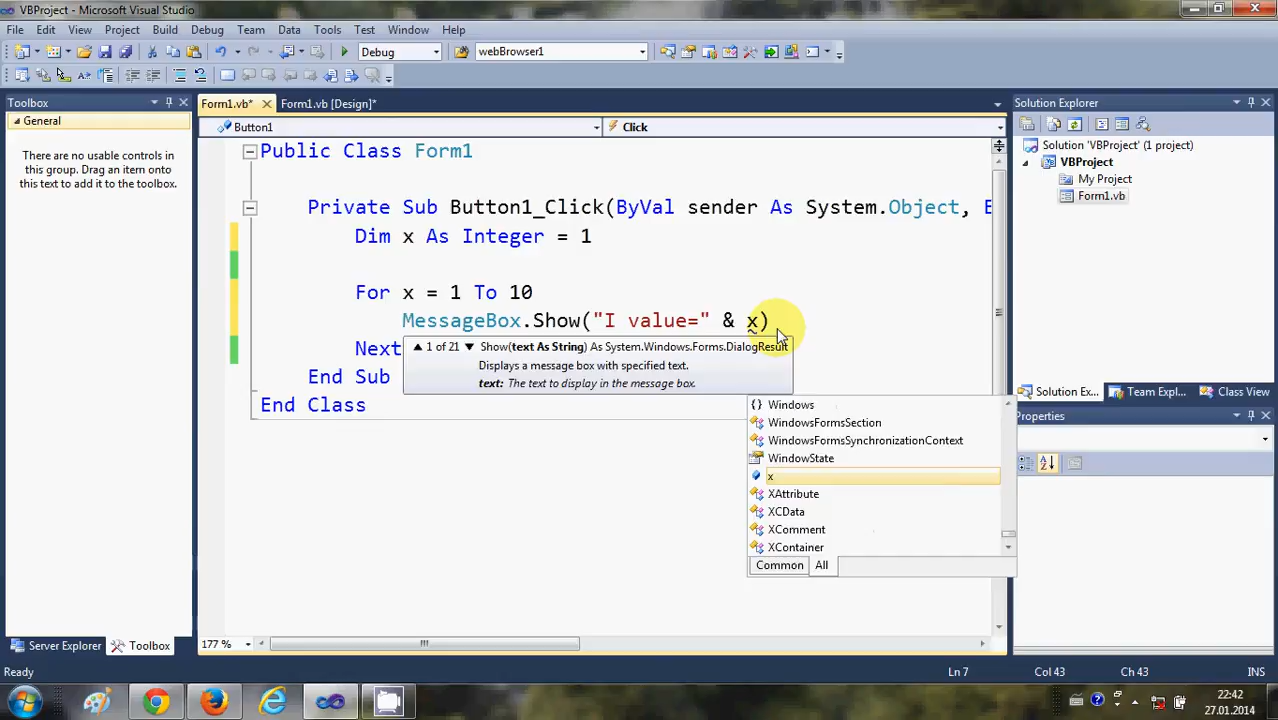 VBProject - Microsoft Visual Studio
File Edit View Project Build Debug Team Data Tools Test Window Help
Debug webBrowser1
Toolbox
General
There are no usable controls in
this group. Drag an item onto
this text to add it to the toolbox.
Server Explorer Toolbox
Form1.vb* Form1.vb [Design]*
Button1 Click
Public Class Form1
Private Sub Button1_Click(ByVal sender As System.Object, E
Dim x As Integer = 1
For x = 1 To 10
MessageBox.Show("I value=" & x)
1 of 21 Show(text As String) As System.Windows.Forms.DialogResult
Displays a message box with specified text.
text: The text to display in the message box.
Next
End Sub
End Class
Windows
WindowsFormsSection
WindowsFormsSynchronizationContext
WindowState
x
XAttribute
XCData
XComment
XContainer
Common All
177 %
Solution Explorer
Solution 'VBProject' (1 project)
VBProject
My Project
Form1.vb
Solution Ex... Team Expl... Class View
Properties
Ready Ln 7 Col 43 Ch 43 INS
22:42
27.01.2014